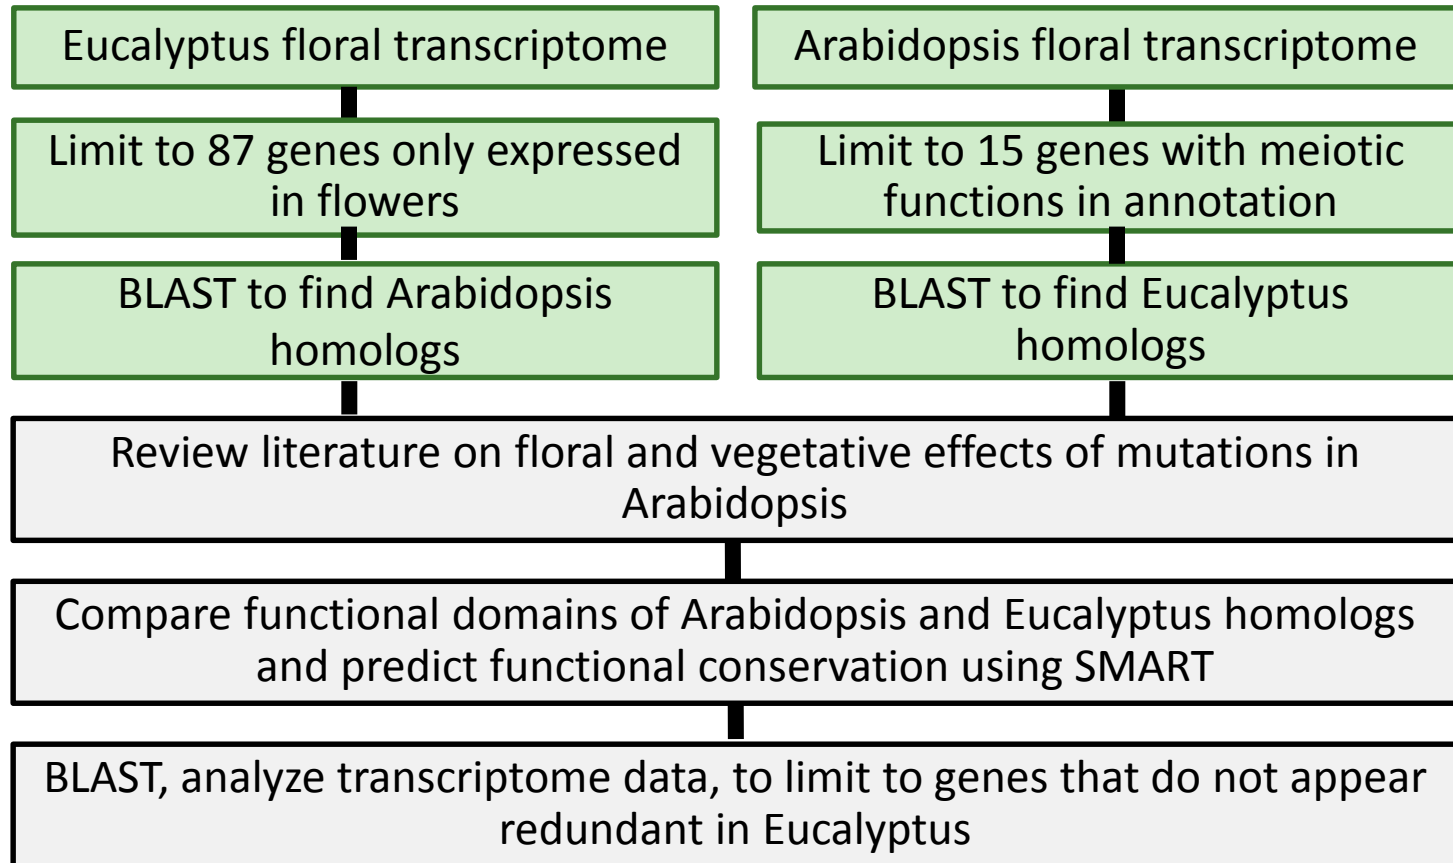 Eucalyptus floral transcriptome
Limit to 87 genes only expressed
in flowers
BLAST to find Arabidopsis
homologs
Arabidopsis floral transcriptome
Limit to 15 genes with meiotic
functions in annotation
BLAST to find Eucalyptus
homologs
Review literature on floral and vegetative effects of mutations in
Arabidopsis
Compare functional domains of Arabidopsis and Eucalyptus homologs
and predict functional conservation using SMART
BLAST, analyze transcriptome data, to limit to genes that do not appear
redundant in Eucalyptus